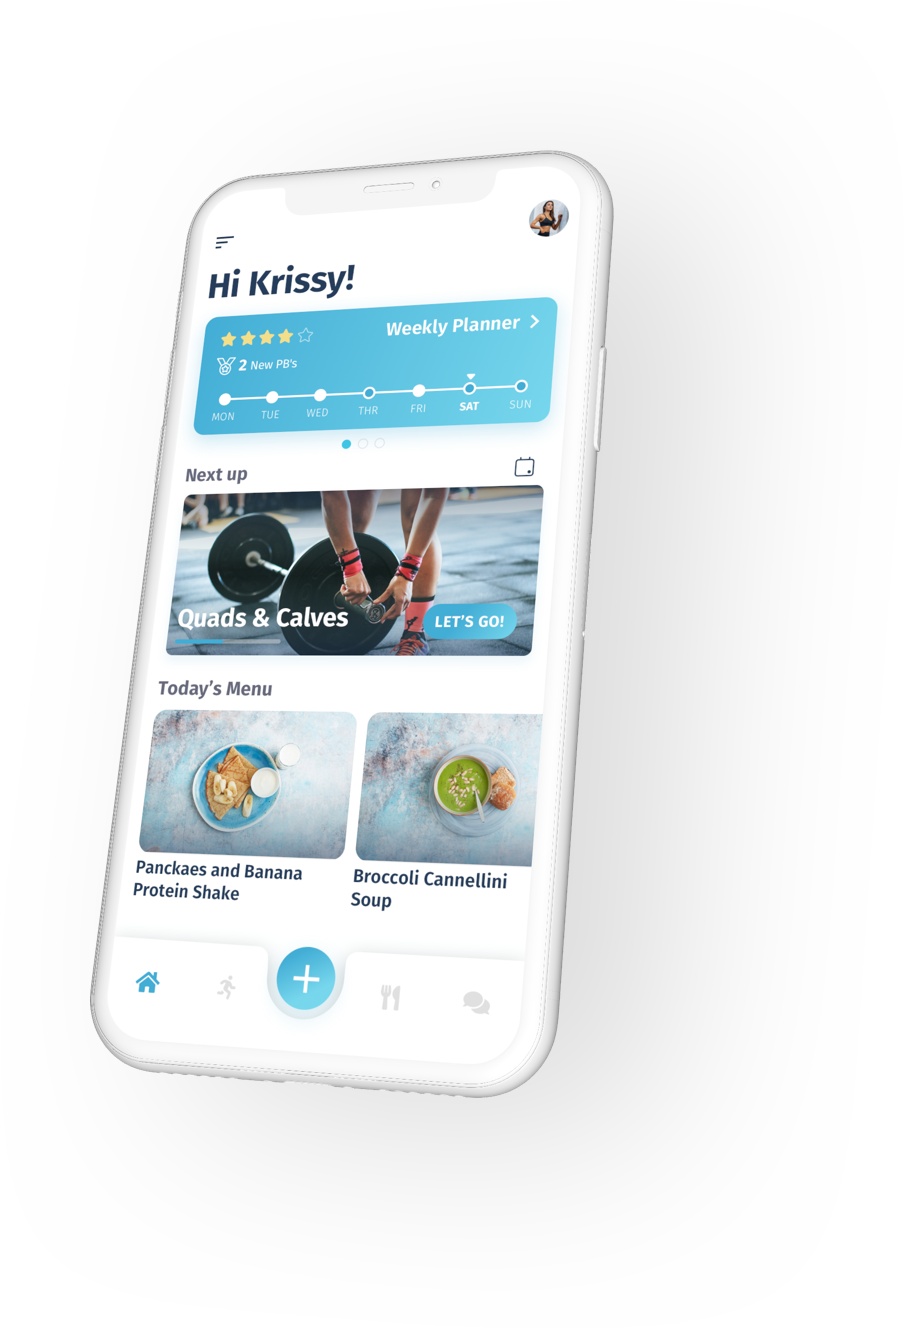 Hi Krissy!
Weekly Planner
2 New PB's
MON TUE WED THR FRI SAT SUN
Next up
Quads & Calves
LET'S GO!
Today's Menu
Panckaes and Banana
Protein Shake
Broccoli Cannellini
Soup